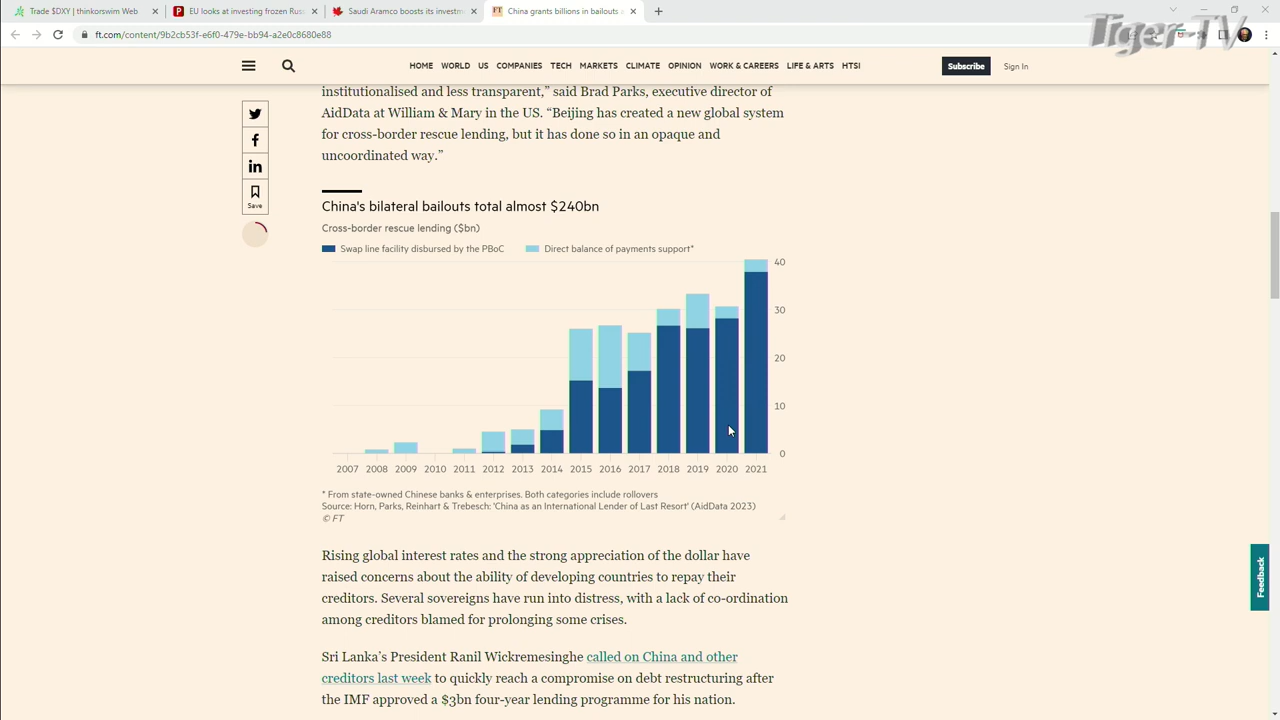 Trade $DXY | thinkorswim Web
EU looks at investing frozen Rus
Saudi Aramco boosts its investm
FT
China grants billions in bailouts
Tiger-TV
ft.com/content/9b2cb53f-e6f0-479e-bb94-a2e0c8680e88
HOME WORLD US COMPANIES TECH MARKETS CLIMATE OPINION WORK & CAREERS LIFE & ARTS HTSI
Subscribe
Sign In
institutionalised and less transparent,” said Brad Parks, executive director of
AidData at William & Mary in the US. “Beijing has created a new global system
for cross-border rescue lending, but it has done so in an opaque and
uncoordinated way.”
Save
China's bilateral bailouts total almost $240bn
Cross-border rescue lending ($bn)
Swap line facility disbursed by the PBoC
Direct balance of payments support*
40
30
20
10
0
2007 2008 2009 2010 2011 2012 2013 2014 2015 2016 2017 2018 2019 2020 2021
* From state-owned Chinese banks & enterprises. Both categories include rollovers
Source: Horn, Parks, Reinhart & Trebesch: 'China as an International Lender of Last Resort' (AidData 2023)
© FT
Rising global interest rates and the strong appreciation of the dollar have
raised concerns about the ability of developing countries to repay their
creditors. Several sovereigns have run into distress, with a lack of co-ordination
among creditors blamed for prolonging some crises.
Feedback
Sri Lanka’s President Ranil Wickremesinghe called on China and other
creditors last week to quickly reach a compromise on debt restructuring after
the IMF approved a $3bn four-year lending programme for his nation.